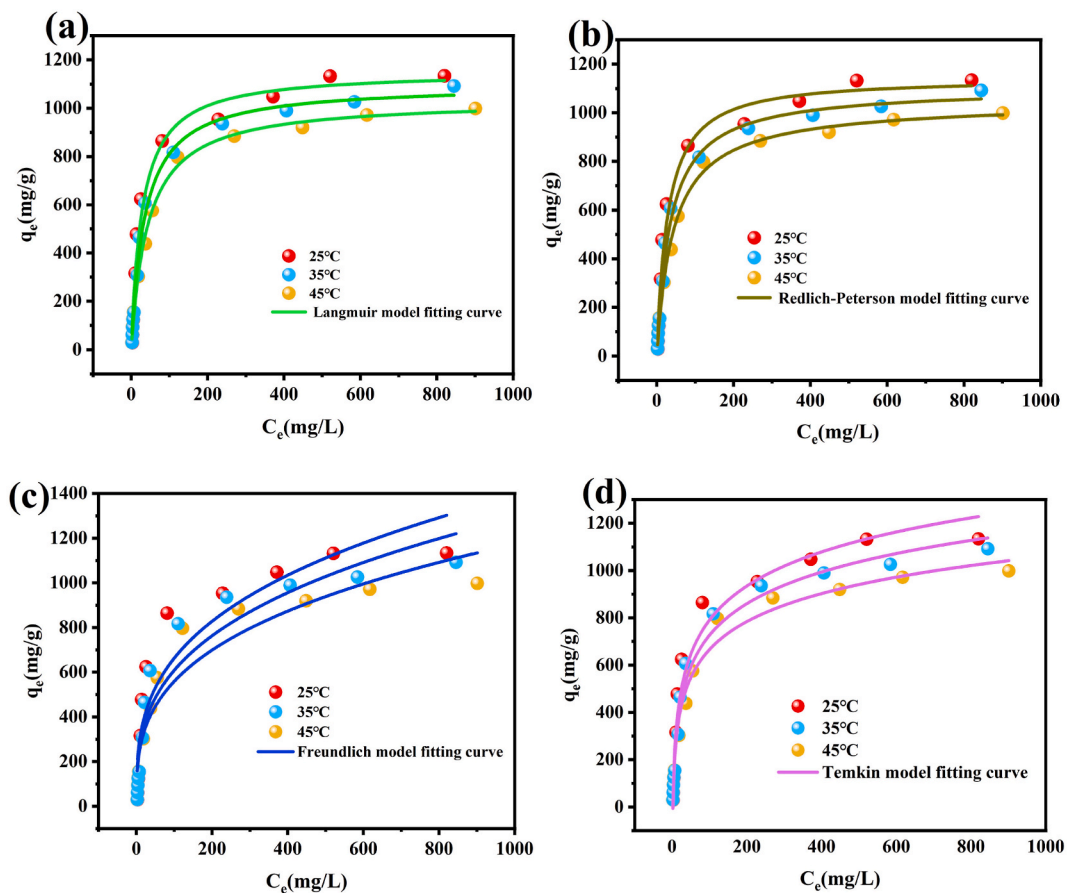 (a)
1200
1000
800
600
400
200
0
qe(mg/g)
25℃
35℃
45℃
Langmuir model fitting curve
0 200 400 600 800 1000
Ce(mg/L)
(b)
1200
1000
800
600
400
200
0
qe(mg/g)
25℃
35℃
45℃
Redlich-Peterson model fitting curve
0 200 400 600 800 1000
Ce(mg/L)
(c)
1400
1200
1000
800
600
400
200
0
qe(mg/g)
25℃
35℃
45℃
Freundlich model fitting curve
0 200 400 600 800 1000
Ce(mg/L)
(d)
1200
1000
800
600
400
200
0
qe(mg/g)
25℃
35℃
45℃
Temkin model fitting curve
0 200 400 600 800 1000
Ce(mg/L)